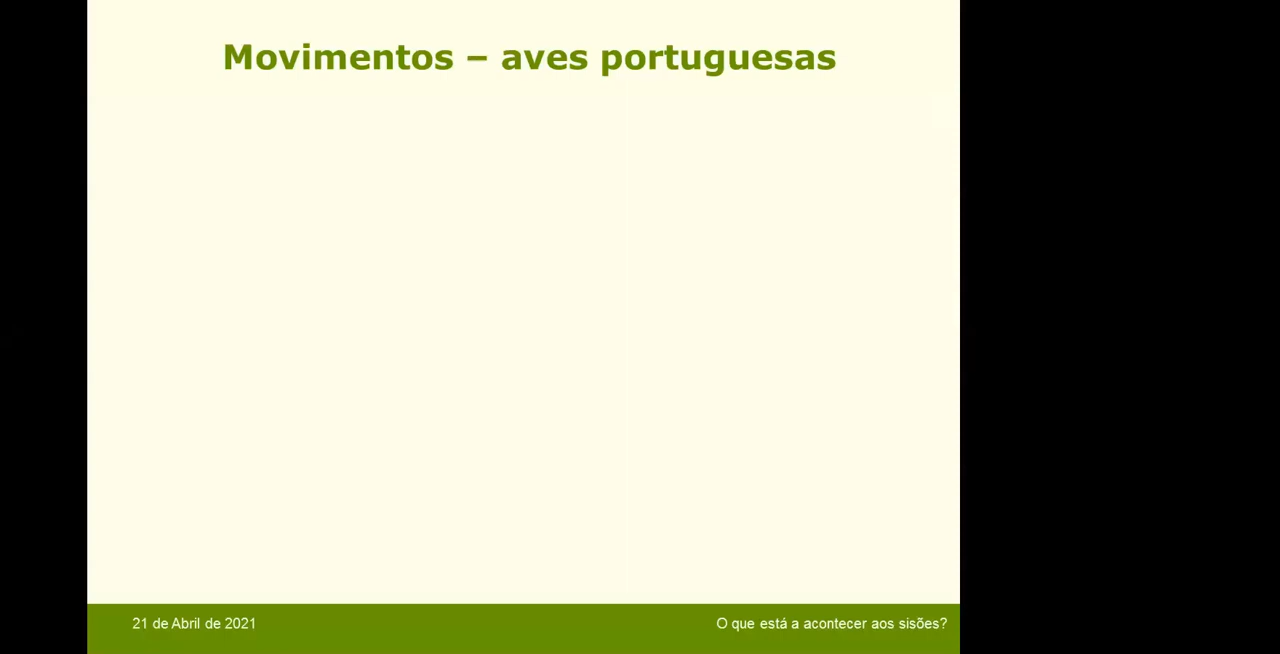 Movimentos – aves portuguesas
21 de Abril de 2021
O que está a acontecer aos sisões?